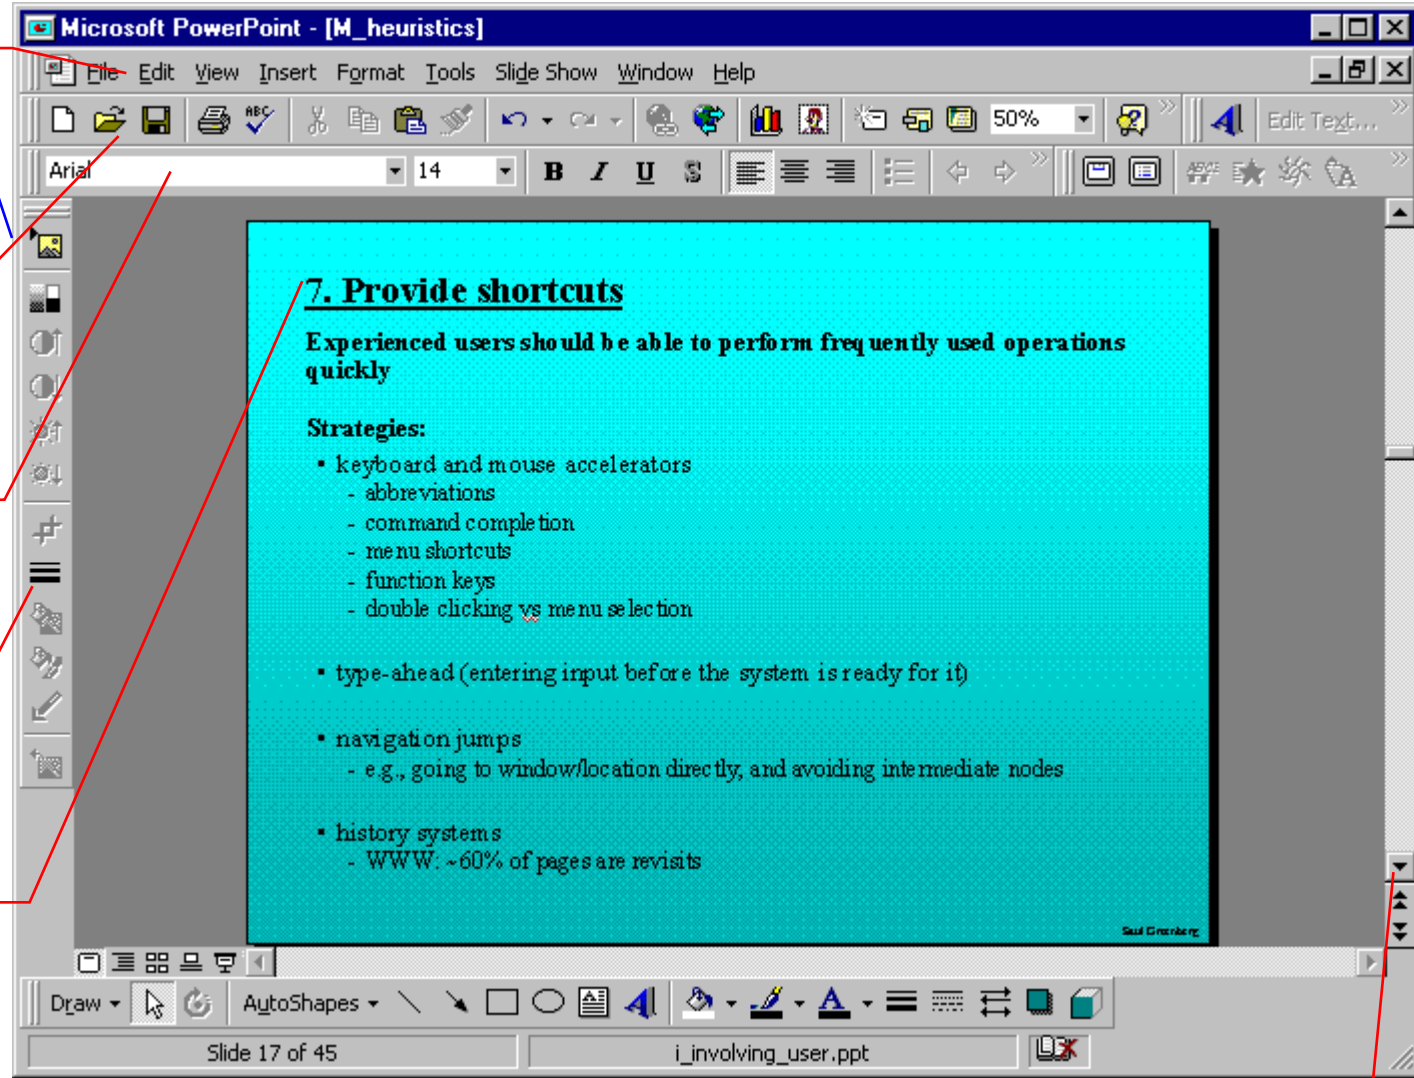 Microsoft PowerPoint - [M_heuristics]
File Edit View Insert Format Tools Slide Show Window Help
ABC 50% Edit Text...
Arial 14 B I U S
7. Provide shortcuts
Experienced users should be able to perform frequently used operations
quickly
Strategies:
▪ keyboard and mouse accelerators
- abbreviations
- command completion
- menu shortcuts
- function keys
- double clicking vs menu selection
▪ type-ahead (entering input before the system is ready for it)
▪ navigation jumps
- e.g., going to window/location directly, and avoiding intermediate nodes
▪ history systems
- WWW: ~60% of pages are revisits
Saul Greenberg
Draw AutoShapes
Slide 17 of 45 i_involving_user.ppt